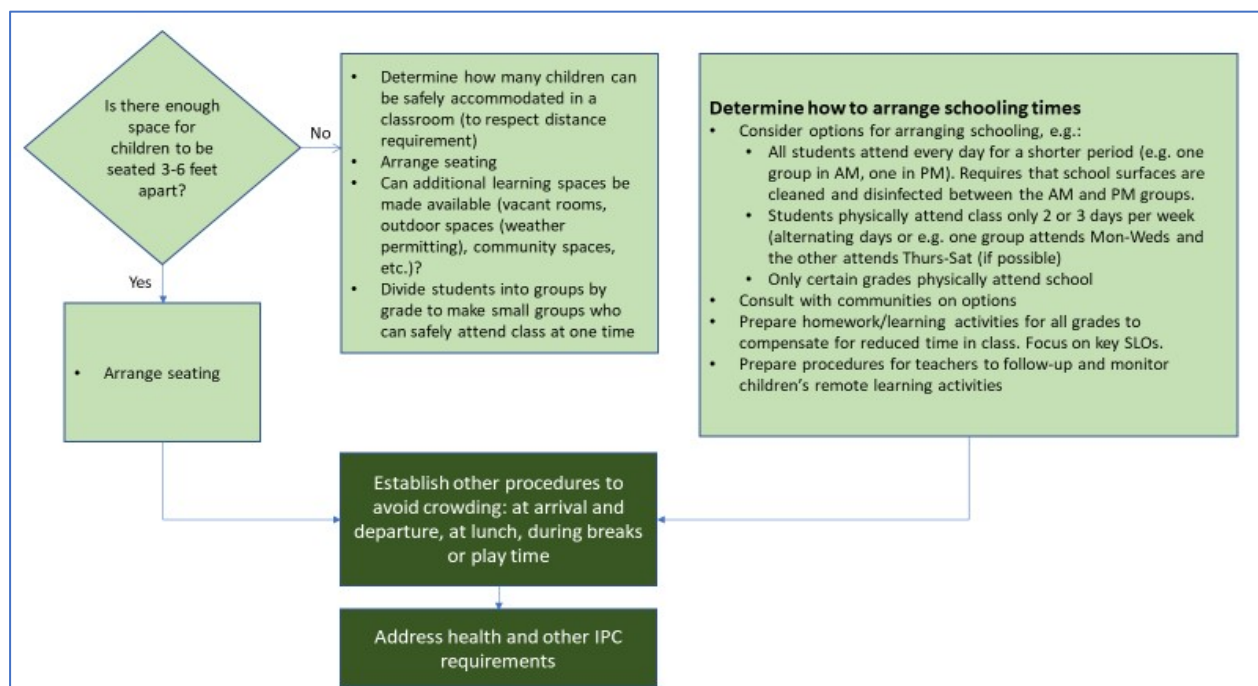 Is there enough
space for
children to be
seated 3-6 feet
apart?
No
Yes
• Determine how many children can
be safely accommodated in a
classroom (to respect distance
requirement)
• Arrange seating
• Can additional learning spaces be
made available (vacant rooms,
outdoor spaces (weather
permitting), community spaces,
etc.)?
• Divide students into groups by
grade to make small groups who
can safely attend class at one time
Determine how to arrange schooling times
• Consider options for arranging schooling, e.g.:
• All students attend every day for a shorter period (e.g. one
group in AM, one in PM). Requires that school surfaces are
cleaned and disinfected between the AM and PM groups.
• Students physically attend class only 2 or 3 days per week
(alternating days or e.g. one group attends Mon-Weds and
the other attends Thurs-Sat (if possible)
• Only certain grades physically attend school
• Consult with communities on options
• Prepare homework/learning activities for all grades to
compensate for reduced time in class. Focus on key SLOs.
• Prepare procedures for teachers to follow-up and monitor
children's remote learning activities
• Arrange seating
Establish other procedures to
avoid crowding: at arrival and
departure, at lunch, during breaks
or play time
Address health and other IPC
requirements